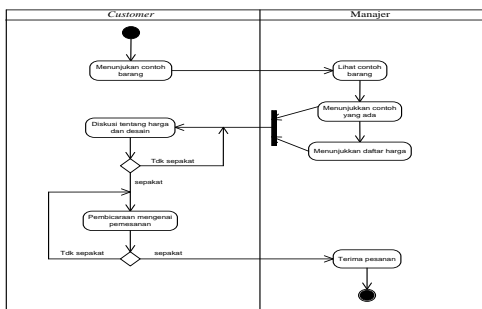 Customer
Manajer
Menunjukan contoh
barang
Lihat contoh
barang
Menunjukkan contoh
yang ada
Diskusi tentang harga
dan desain
Menunjukkan daftar harga
Tdk sepakat
sepakat
Pembicaraan mengenai
pemesanan
Tdk sepakat
sepakat
Terima pesanan